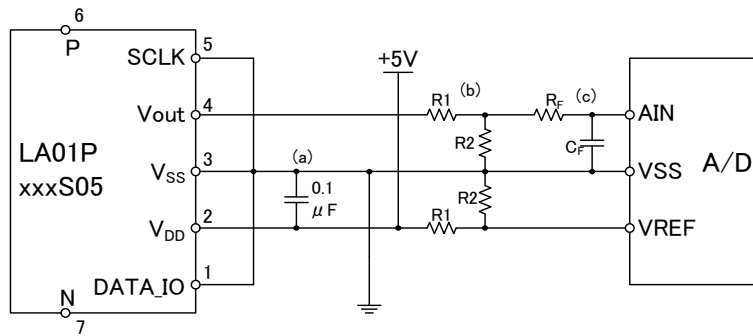 6
P
SCLK
5
+5V
Vout
4
R1
(b)
RF
(c)
AIN
LA01P
xxxS05
R2
CF
VSS
3
(a)
VSS
A/D
0.1
μF
R2
VDD
2
R1
VREF
DATA_IO
1
N
7